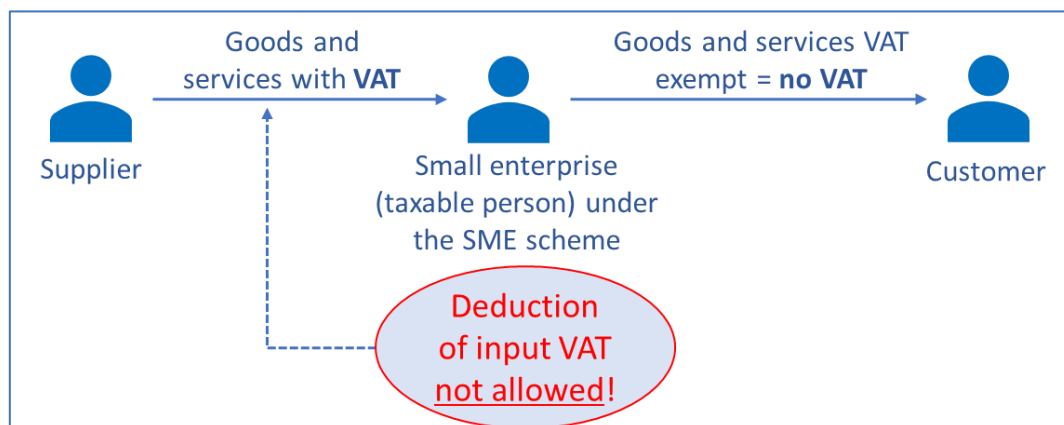 Goods and
services with VAT
Goods and services VAT
exempt = no VAT
Supplier
Small enterprise
(taxable person) under
the SME scheme
Customer
Deduction
of input VAT
not allowed!